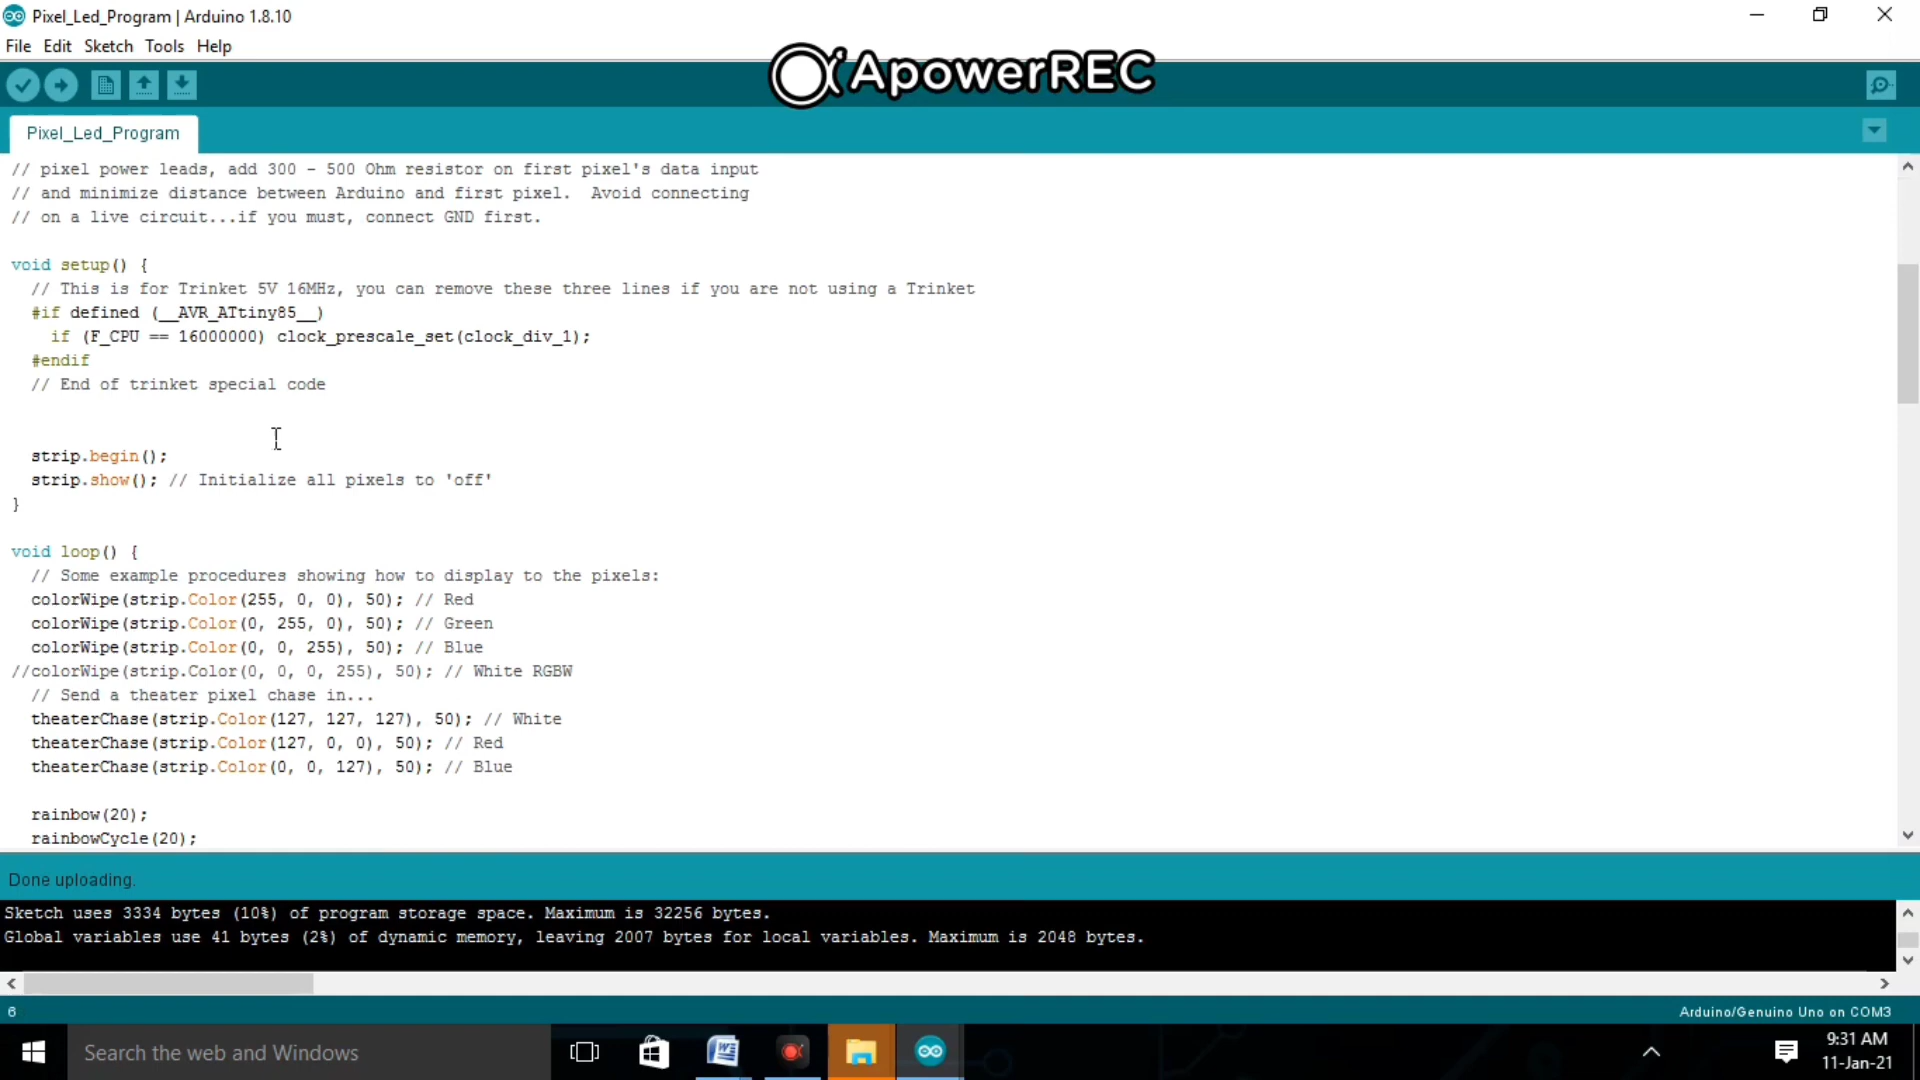 Pixel_Led_Program | Arduino 1.8.10
File Edit Sketch Tools Help
ApowerREC
Pixel_Led_Program
// pixel power leads, add 300 - 500 Ohm resistor on first pixel's data input
// and minimize distance between Arduino and first pixel.  Avoid connecting
// on a live circuit...if you must, connect GND first.
void setup() {
  // This is for Trinket 5V 16MHz, you can remove these three lines if you are not using a Trinket
  #if defined (__AVR_ATtiny85__)
    if (F_CPU == 16000000) clock_prescale_set(clock_div_1);
  #endif
  // End of trinket special code
  strip.begin();
  strip.show(); // Initialize all pixels to 'off'
}
void loop() {
  // Some example procedures showing how to display to the pixels:
  colorWipe(strip.Color(255, 0, 0), 50); // Red
  colorWipe(strip.Color(0, 255, 0), 50); // Green
  colorWipe(strip.Color(0, 0, 255), 50); // Blue
//colorWipe(strip.Color(0, 0, 0, 255), 50); // White RGBW
  // Send a theater pixel chase in...
  theaterChase(strip.Color(127, 127, 127), 50); // White
  theaterChase(strip.Color(127, 0, 0), 50); // Red
  theaterChase(strip.Color(0, 0, 127), 50); // Blue
  rainbow(20);
  rainbowCycle(20);
Done uploading.
Sketch uses 3334 bytes (10%) of program storage space. Maximum is 32256 bytes.
Global variables use 41 bytes (2%) of dynamic memory, leaving 2007 bytes for local variables. Maximum is 2048 bytes.
6
Arduino/Genuino Uno on COM3
Search the web and Windows
9:31 AM
11-Jan-21